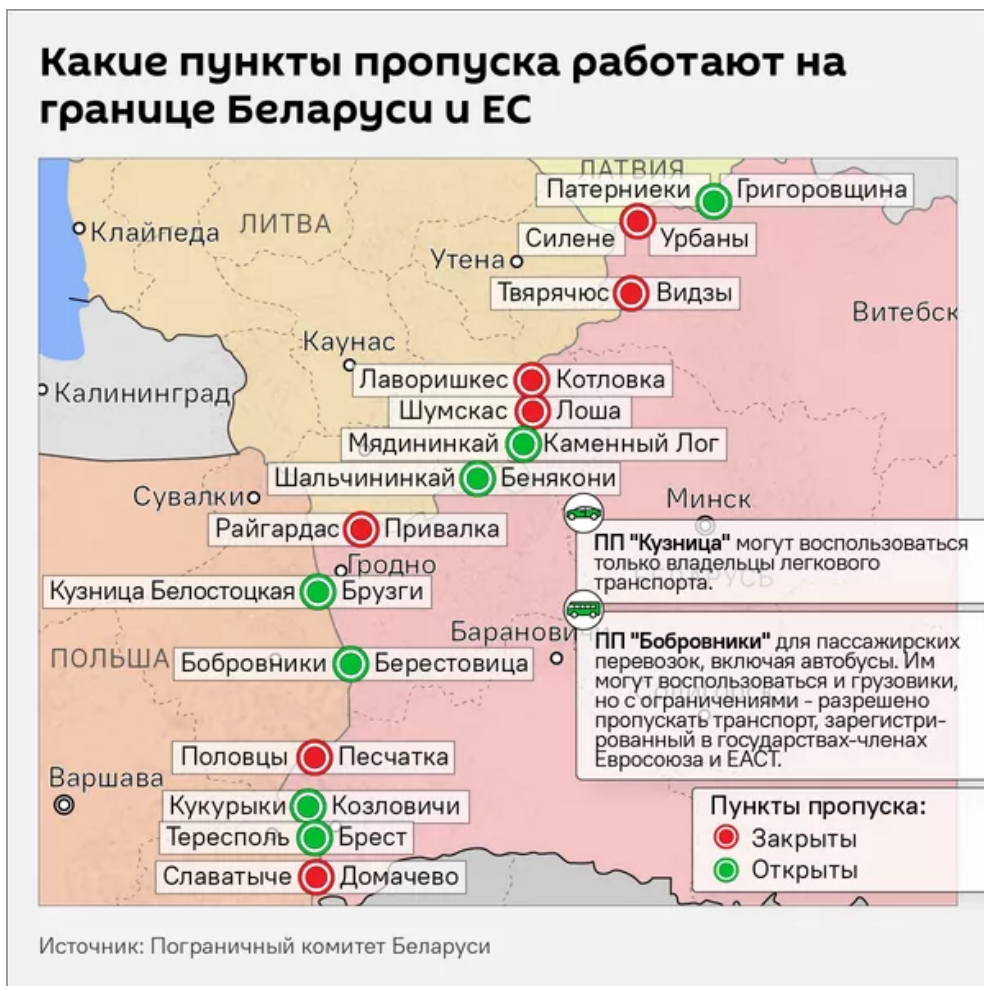 Какие пункты пропуска работают на
границе Беларуси и ЕС
ЛАТВИЯ
Патерниеки Григоровщина
Клайпеда ЛИТВА
Силене Урбаны
Утена
Твярячюс Видзы
Витебск
Каунас
Лаворишкес Котловка
Калининград
Шумскас Лоша
Мядининкай Каменный Лог
Шальчининкай Бенякони
Сувалки
Минск
Райгардас Привалка
ПП "Кузница" могут воспользоваться
только владельцы легкового
транспорта.
Гродно
Кузница Белостоцкая Брузги
Баранови
ПОЛЬША
Бобровники Берестовица
ПП "Бобровники" для пассажирских
перевозок, включая автобусы. Им
могут воспользоваться и грузовики,
но с ограничениями - разрешено
пропускать транспорт, зарегистри-
рованный в государствах-членах
Евросоюза и ЕАСТ.
Половцы Песчатка
Варшава
Кукурыки Козловичи
Тересполь Брест
Славатыче Домачево
Пункты пропуска:
Закрыты
Открыты
Источник: Пограничный комитет Беларуси